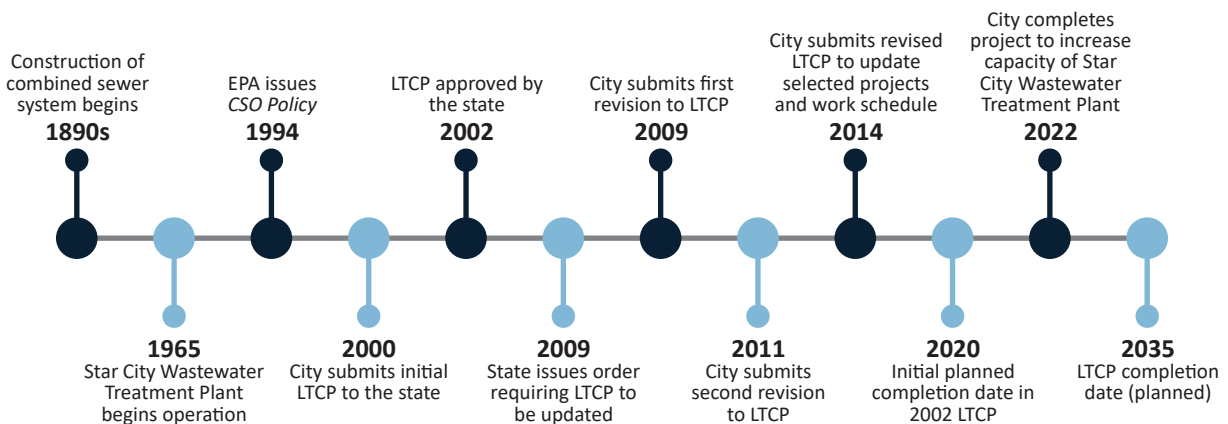 Construction of
combined sewer
system begins
1890s
EPA issues
CSO Policy
1994
LTCP approved by
the state
2002
City submits first
revision to LTCP
2009
City submits revised
LTCP to update
selected projects
and work schedule
2014
City completes
project to increase
capacity of Star
City Wastewater
Treatment Plant
2022
1965
Star City Wastewater
Treatment Plant
begins operation
2000
City submits initial
LTCP to the state
2009
State issues order
requiring LTCP to
be updated
2011
City submits
second revision
to LTCP
2020
Initial planned
completion date in
2002 LTCP
2035
LTCP completion
date (planned)